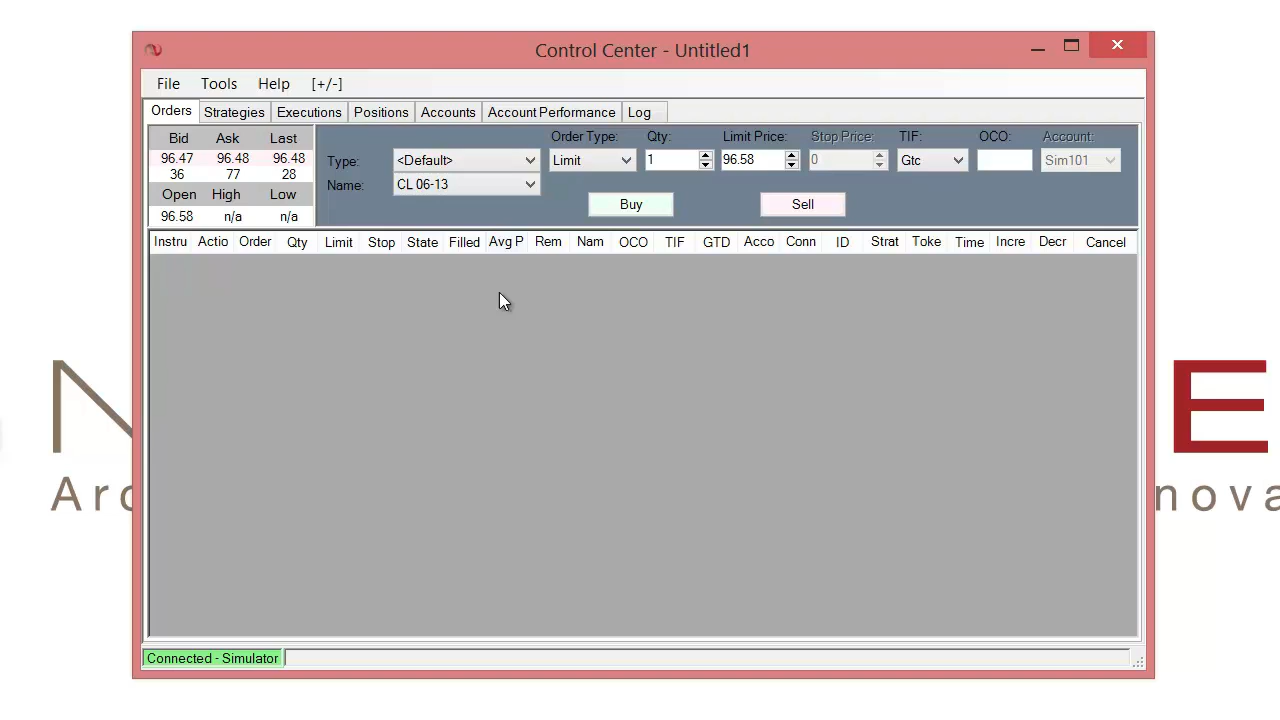 Control Center - Untitled1
File Tools Help [+/-]
Orders Strategies Executions Positions Accounts Account Performance Log
Bid Ask Last
96.47 96.48 96.48
36 77 28
Open High Low
96.58 n/a n/a
Order Type: Qty: Limit Price: Stop Price: TIF: OCO: Account:
Type: <Default> Limit 1 96.58 0 Gtc Sim101
Name: CL 06-13
Buy Sell
Instru Actio Order Qty Limit Stop State Filled Avg P Rem Nam OCO TIF GTD Acco Conn ID Strat Toke Time Incre Decr Cancel
N E
Arc nova
Connected - Simulator